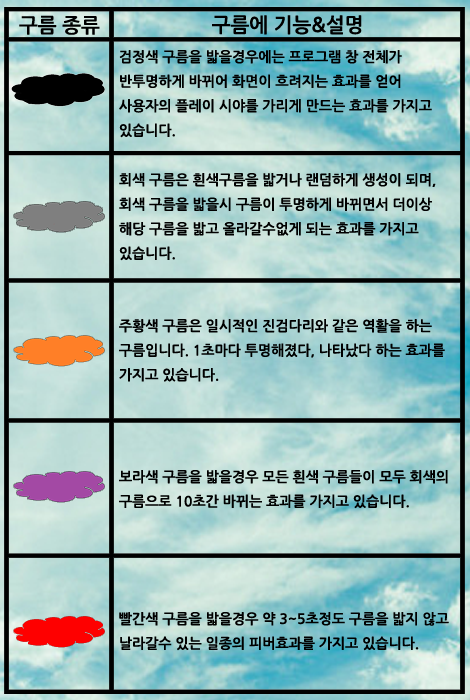 구름 종류 구름에 기능&설명
검정색 구름을 밟을경우에는 프로그램 창 전체가
반투명하게 바뀌어 화면이 흐려지는 효과를 얻어
사용자의 플레이 시야를 가리게 만드는 효과를 가지고
있습니다.
회색 구름은 흰색구름을 밟거나 랜덤하게 생성이 되며,
회색 구름을 밟을시 구름이 투명하게 바뀌면서 더이상
해당 구름을 밟고 올라갈수없게 되는 효과를 가지고
있습니다.
주황색 구름은 일시적인 진검다리와 같은 역활을 하는
구름입니다. 1초마다 투명해졌다, 나타났다 하는 효과를
가지고 있습니다.
보라색 구름을 밟을경우 모든 흰색 구름들이 모두 회색의
구름으로 10초간 바뀌는 효과를 가지고 있습니다.
빨간색 구름을 밟을경우 약 3~5초정도 구름을 밟지 않고
날라갈수 있는 일종의 피버효과를 가지고 있습니다.